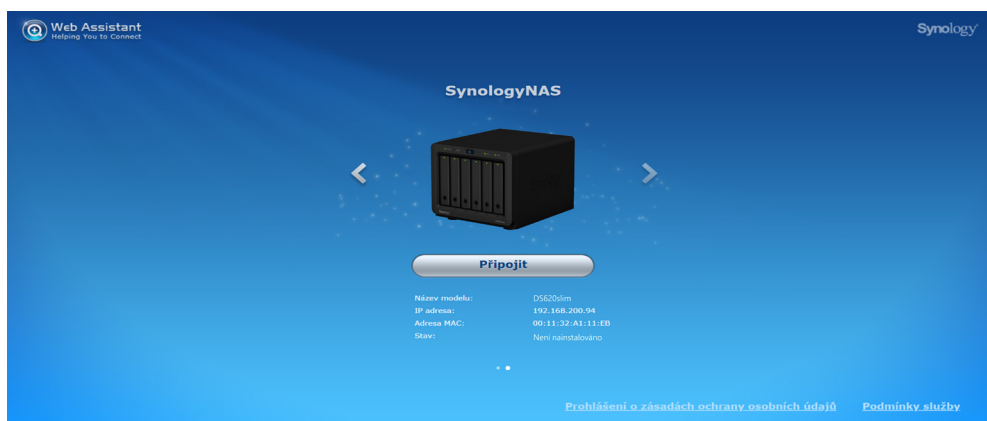 Web Assistant
Helping You to Connect
Synology
SynologyNAS
Připojit
Název modelu: DS620slim
IP adresa: 192.168.200.94
Adresa MAC: 00:11:32:A1:11:EB
Stav: Není nainstalováno
Prohlášení o zásadách ochrany osobních údajů Podmínky služby